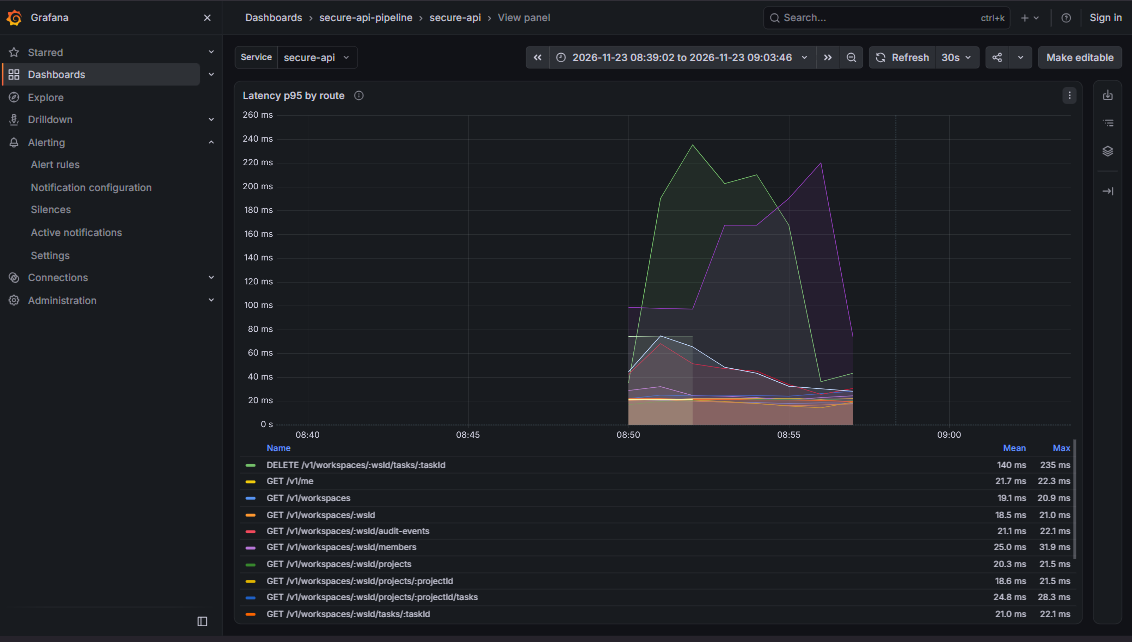 Grafana
Dashboards › secure-api-pipeline › secure-api › View panel
Search...
ctrl+k
Sign in
Starred
Dashboards
Explore
Drilldown
Alerting
Alert rules
Notification configuration
Silences
Active notifications
Settings
Connections
Administration
Service
secure-api
2026-11-23 08:39:02 to 2026-11-23 09:03:46
Refresh
30s
Make editable
Latency p95 by route
260 ms
240 ms
220 ms
200 ms
180 ms
160 ms
140 ms
120 ms
100 ms
80 ms
60 ms
40 ms
20 ms
0 s
08:40 08:45 08:50 08:55 09:00
Name Mean Max
DELETE /v1/workspaces/:wsId/tasks/:taskId 140 ms 235 ms
GET /v1/me 21.7 ms 22.3 ms
GET /v1/workspaces 19.1 ms 20.9 ms
GET /v1/workspaces/:wsId 18.5 ms 21.0 ms
GET /v1/workspaces/:wsId/audit-events 21.1 ms 22.1 ms
GET /v1/workspaces/:wsId/members 25.0 ms 31.9 ms
GET /v1/workspaces/:wsId/projects 20.3 ms 21.5 ms
GET /v1/workspaces/:wsId/projects/:projectId 18.6 ms 21.5 ms
GET /v1/workspaces/:wsId/projects/:projectId/tasks 24.8 ms 28.3 ms
GET /v1/workspaces/:wsId/tasks/:taskId 21.0 ms 22.1 ms